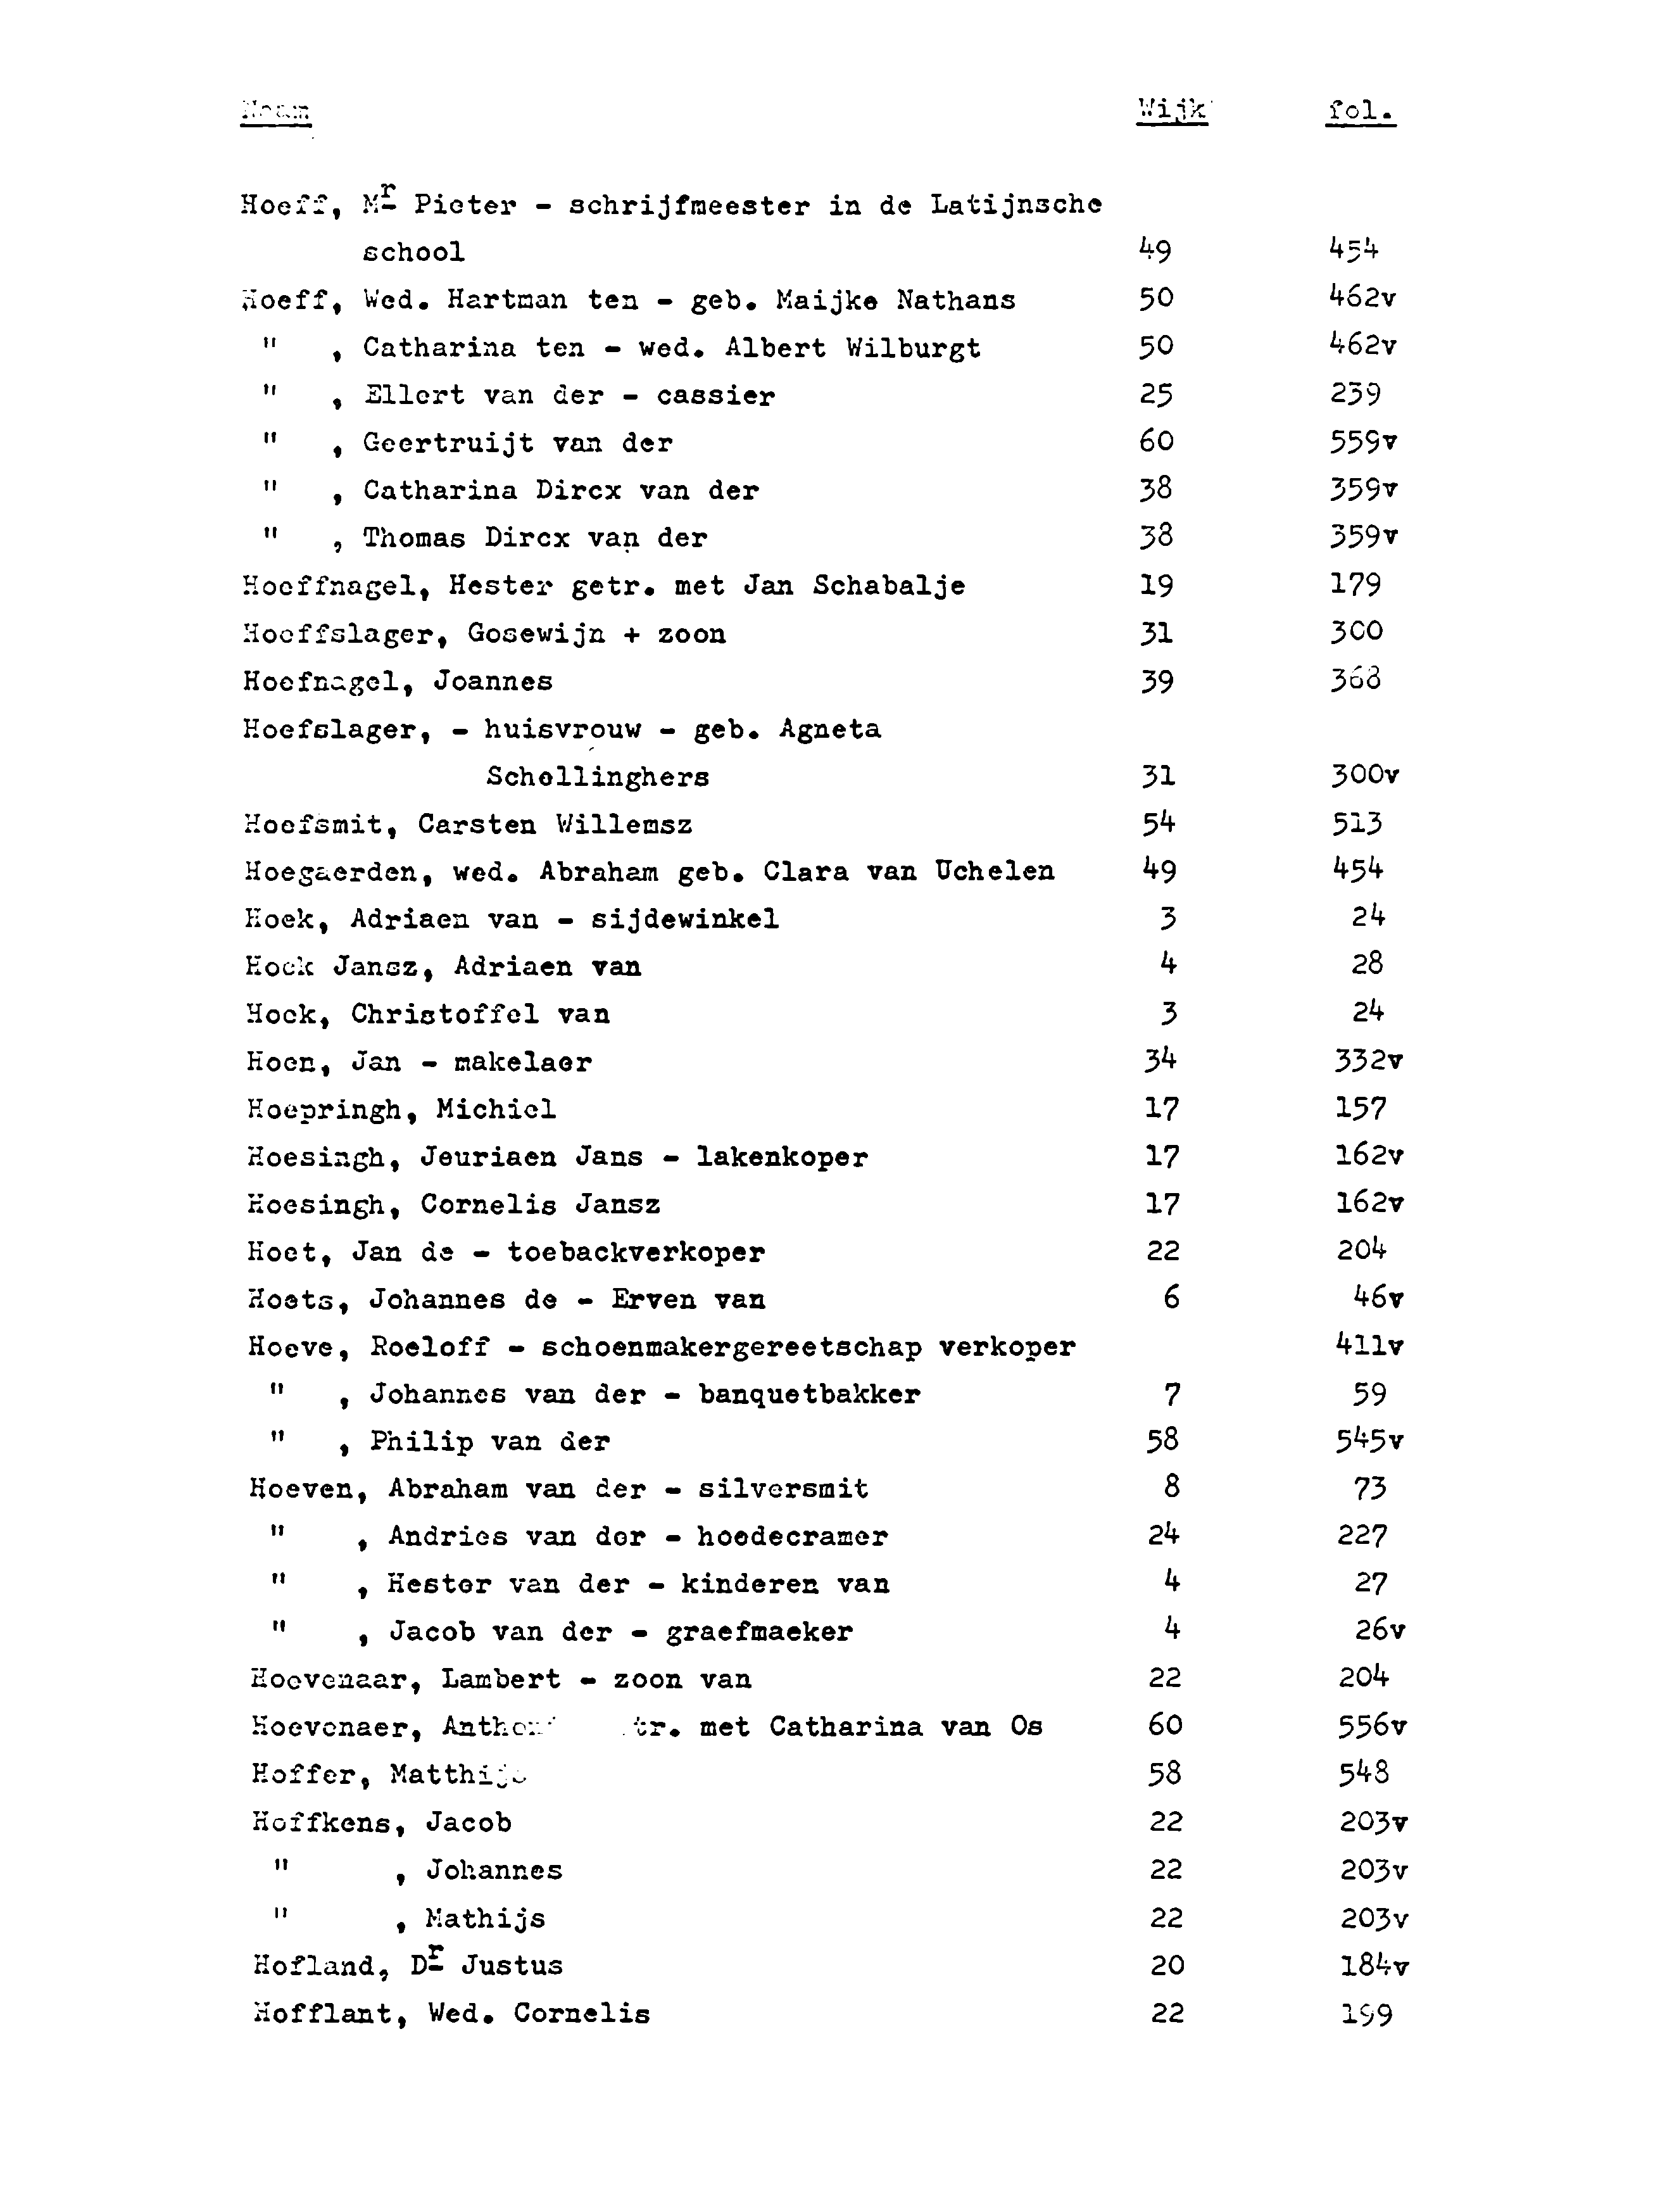 Naam Wijk fol.
Hoeff, Mr Pieter - schrijfmeester in de Latijnsche
school 49 454
Hoeff, Wed. Hartman ten - geb. Maijke Nathans 50 462v
" , Catharina ten - wed. Albert Wilburgt 50 462v
" , Ellert van der - cassier 25 239
" , Geertruijt van der 60 559v
" , Catharina Dircx van der 38 359v
" , Thomas Dircx van der 38 359v
Hoeffnagel, Hester getr. met Jan Schabalje 19 179
Hoeffslager, Gosewijn + zoon 31 300
Hoefnagel, Joannes 39 368
Hoefslager, - huisvrouw - geb. Agneta
Schellinghers 31 300v
Hoefsmit, Carsten Willemsz 54 513
Hoegaerden, wed. Abraham geb. Clara van Uchelen 49 454
Hoek, Adriaen van - sijdewinkel 3 24
Hoek Jansz, Adriaen van 4 28
Hoek, Christoffel van 3 24
Hoen, Jan - makelaer 34 332v
Hoepringh, Michiel 17 157
Hoesingh, Jeuriaen Jans - lakenkoper 17 162v
Hoesingh, Cornelis Jansz 17 162v
Hoet, Jan de - toebackverkoper 22 204
Hoets, Johannes de - Erven van 6 46v
Hoeve, Roeloff - schoenmakergereetschap verkoper 411v
" , Johannes van der - banquetbakker 7 59
" , Philip van der 58 545v
Hoeven, Abraham van der - silversmit 8 73
" , Andries van der - hoedecramer 24 227
" , Hester van der - kinderen van 4 27
" , Jacob van der - graefmaeker 4 26v
Hoevenaar, Lambert - zoon van 22 204
Hoevenaer, met Catharina van Os 60 556v
Hoffer, Matthijs 58 548
Hoffkens, Jacob 22 203v
" , Johannes 22 203v
" , Mathijs 22 203v
Hofland, Dr Justus 20 184v
Hofflant, Wed. Cornelis 22 199